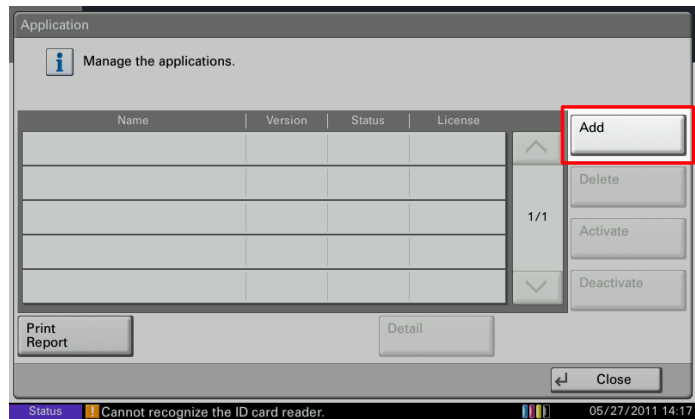 Application
Manage the applications.
Name Version Status License
Add
Delete
1/1
Activate
Deactivate
Print
Report
Detail
Close
Status Cannot recognize the ID card reader. 05/27/2011 14:17